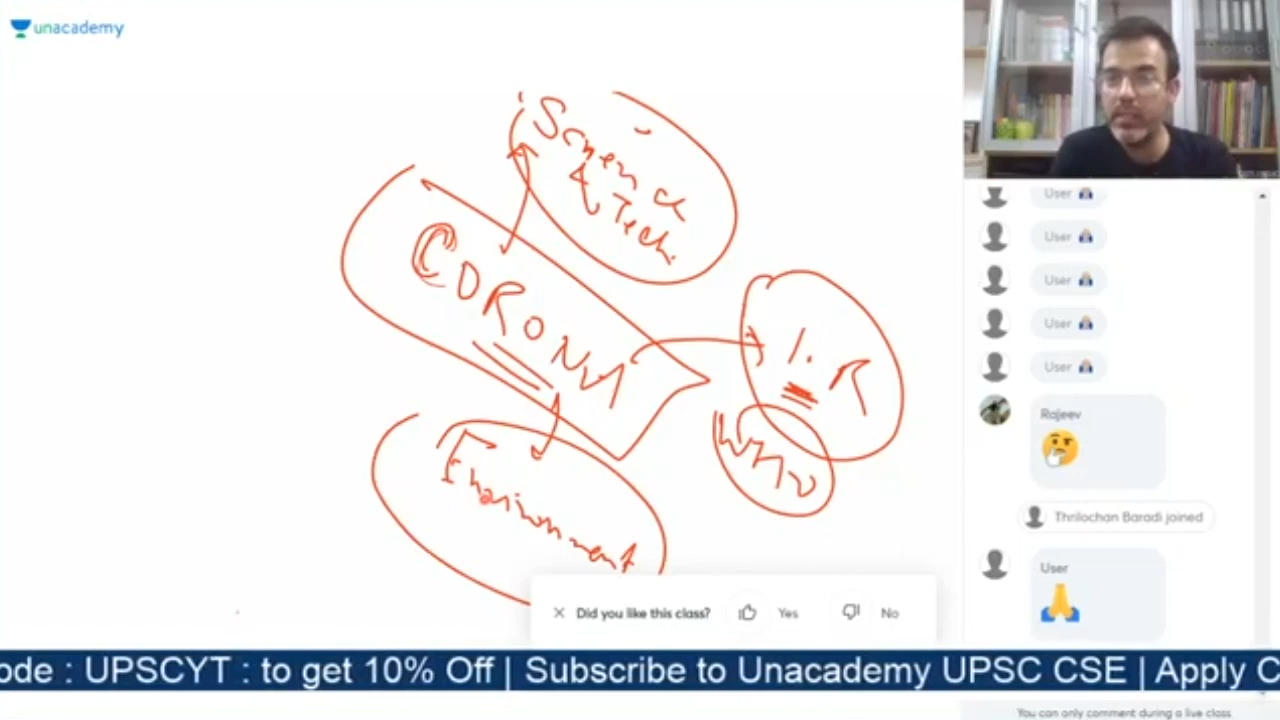 unacademy
Science
& Tech.
CORONA
I. R
WHO
Environment
Did you like this class? Yes No
User
User
User
User
User
Rajeev
Thrilochan Baradi joined
User
ode : UPSCYT : to get 10% Off | Subscribe to Unacademy UPSC CSE | Apply C
You can only comment during a live class